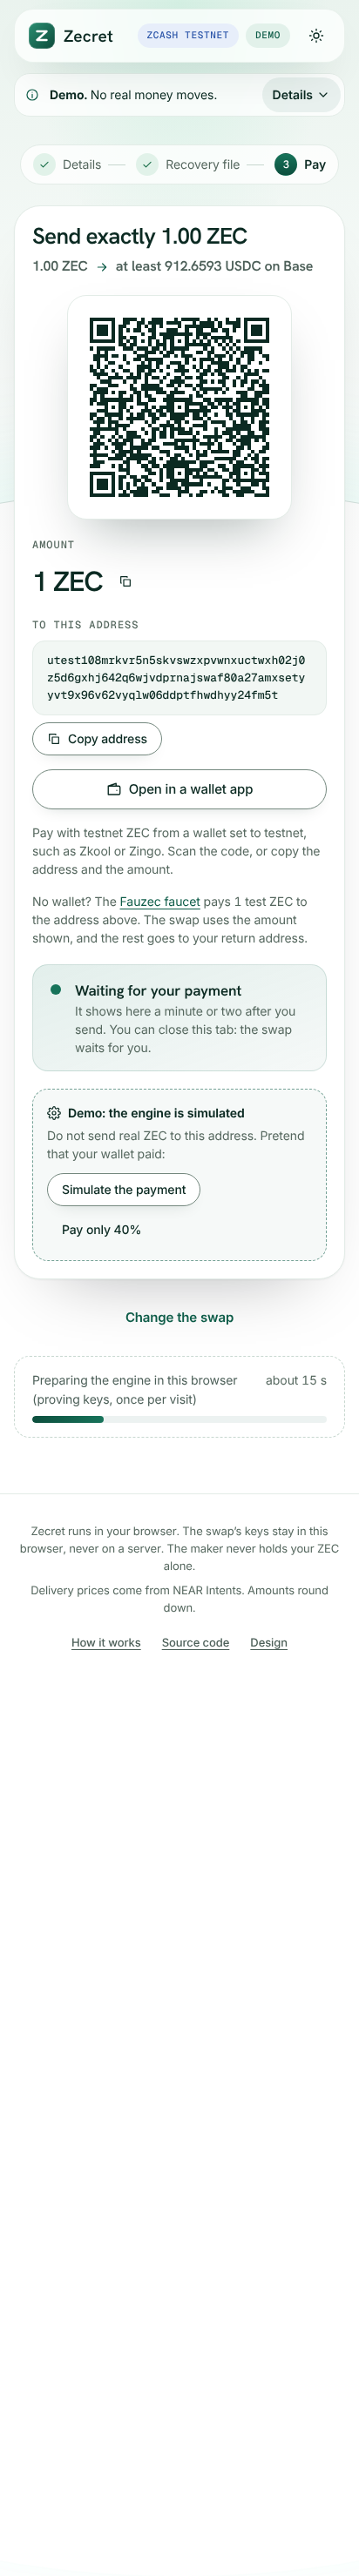 Zecret
ZCASH TESTNET
DEMO
Demo. No real money moves.
Details
Details
Recovery file
3
Pay
Send exactly 1.00 ZEC
1.00 ZEC → at least 912.6593 USDC on Base
AMOUNT
1 ZEC
TO THIS ADDRESS
utest108mrkvr5n5skvswzxpvwnxuctwxh02j0
z5d6gxhj642q6wjvdprnajswaf80a27amxsety
yvt9x96v62vyqlw06ddptfhwdhyy24fm5t
Copy address
Open in a wallet app
Pay with testnet ZEC from a wallet set to testnet,
such as Zkool or Zingo. Scan the code, or copy the
address and the amount.
No wallet? The Fauzec faucet pays 1 test ZEC to
the address above. The swap uses the amount
shown, and the rest goes to your return address.
Waiting for your payment
It shows here a minute or two after you
send. You can close this tab: the swap
waits for you.
Demo: the engine is simulated
Do not send real ZEC to this address. Pretend
that your wallet paid:
Simulate the payment
Pay only 40%
Change the swap
Preparing the engine in this browser
(proving keys, once per visit)
about 15 s
Zecret runs in your browser. The swap's keys stay in this
browser, never on a server. The maker never holds your ZEC
alone.
Delivery prices come from NEAR Intents. Amounts round
down.
How it works
Source code
Design